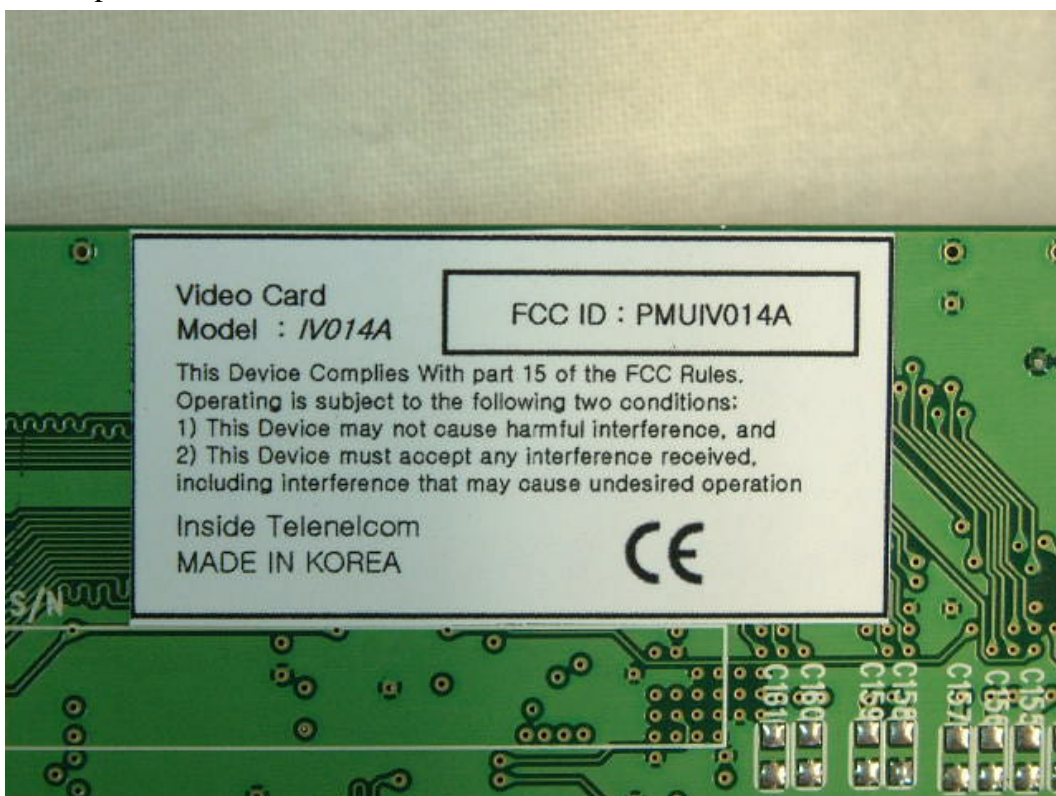 Video Card
Model : IV014A
FCC ID : PMUIV014A
This Device Complies With part 15 of the FCC Rules.
Operating is subject to the following two conditions:
1) This Device may not cause harmful interference, and
2) This Device must accept any interference received,
including interference that may cause undesired operation
Inside Telenelcom
MADE IN KOREA
CE
S/N
C161 C160 C159 C158 C157 C156 C155